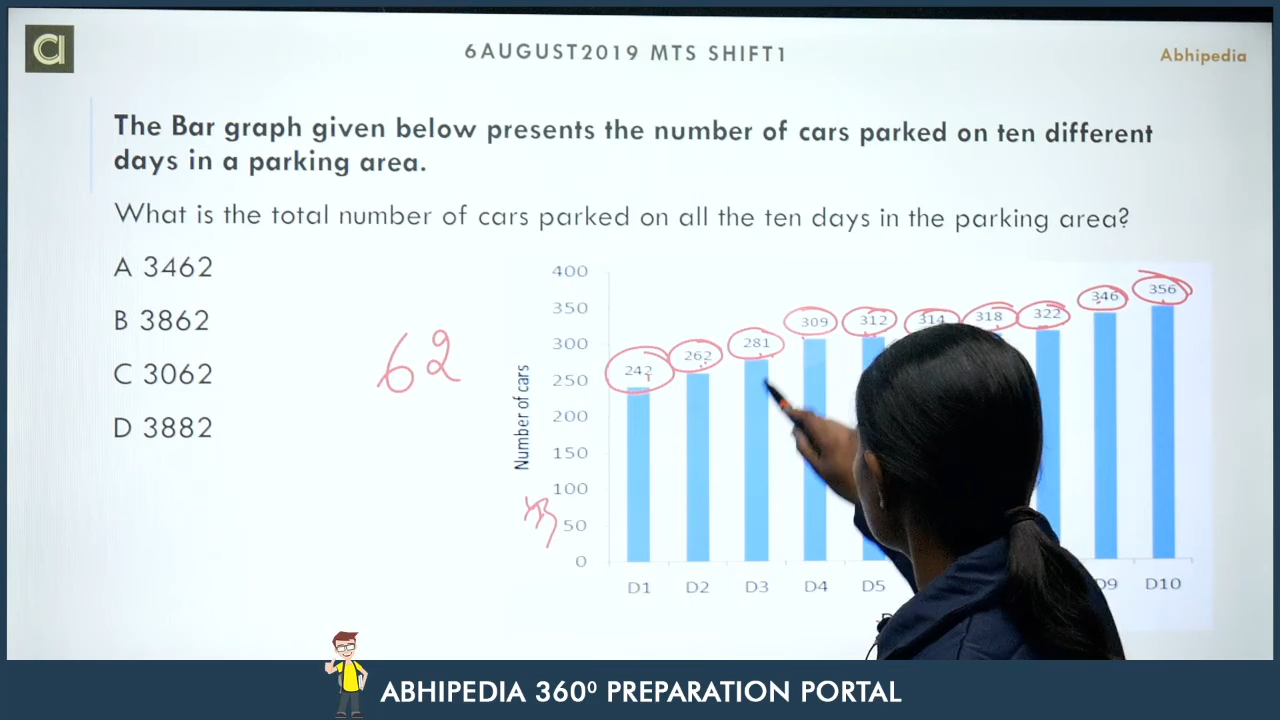 6AUGUST2019 MTS SHIFT1
Abhipedia
The Bar graph given below presents the number of cars parked on ten different
days in a parking area.
What is the total number of cars parked on all the ten days in the parking area?
A 3462
B 3862
C 3062
D 3882
62
400
350
300
250
200
150
100
50
0
Number of cars
242
262
281
309
312
314
318
322
346
356
D1
D2
D3
D4
D5
D9
D10
ABHIPEDIA 360⁰ PREPARATION PORTAL